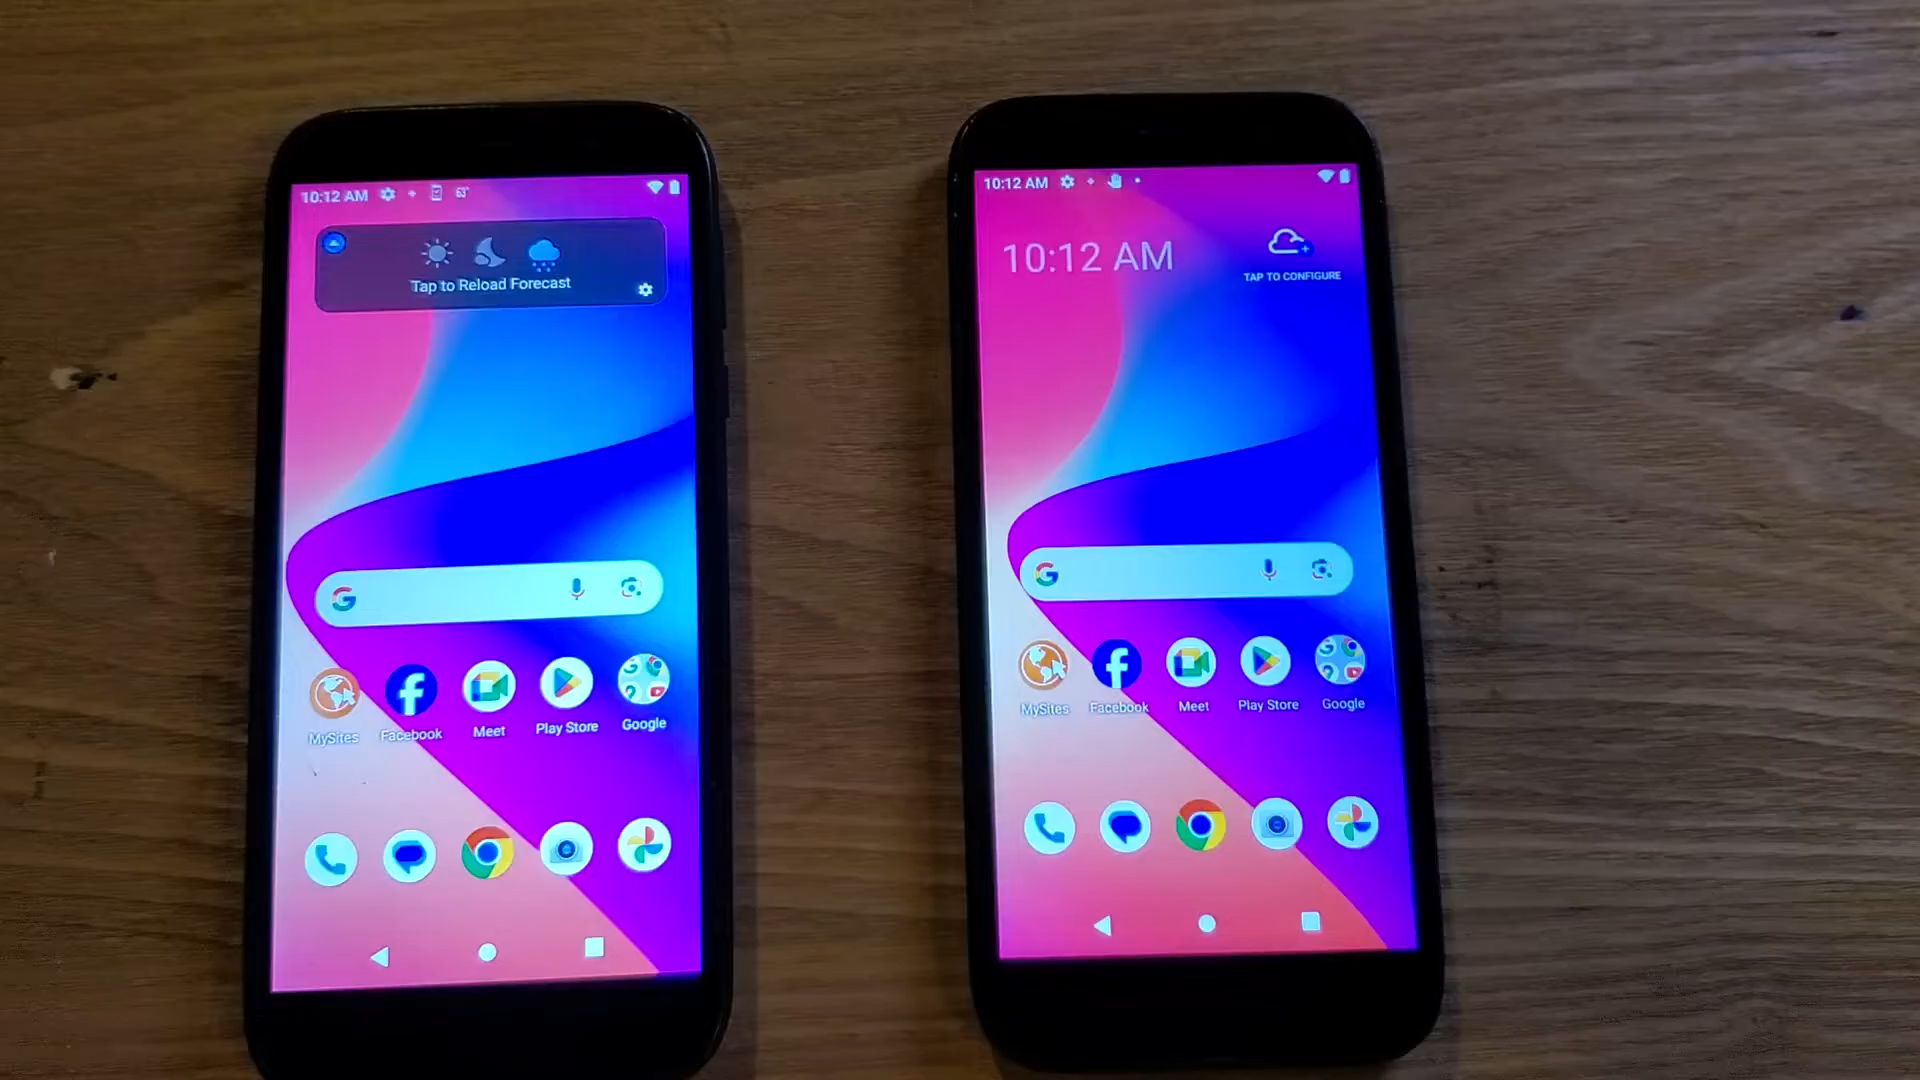 10:12 AM
63°
Tap to Reload Forecast
MySites
Facebook
Meet
Play Store
Google
10:12 AM
10:12 AM
TAP TO CONFIGURE
MySites
Facebook
Meet
Play Store
Google